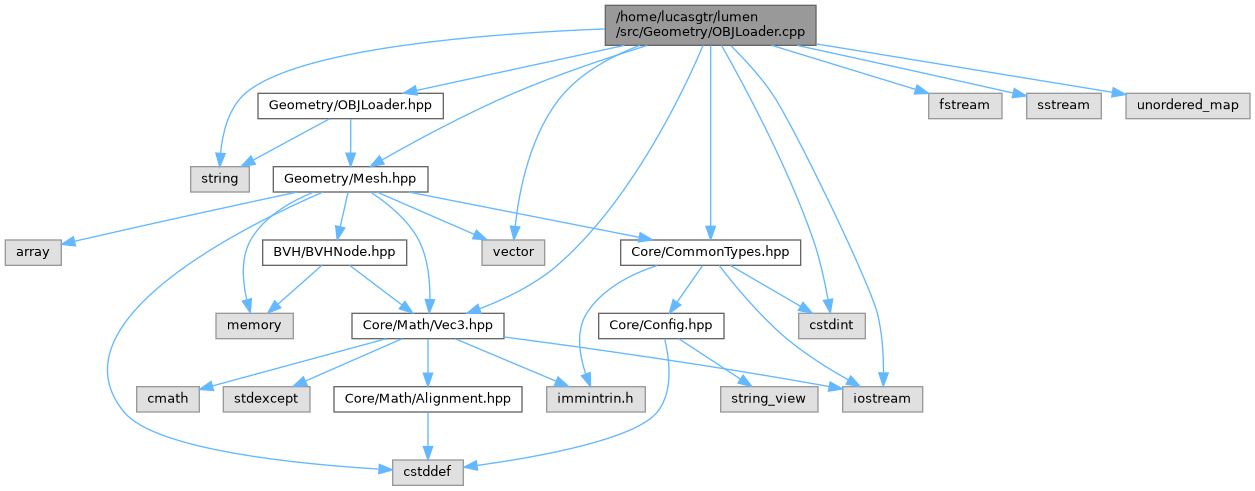 /home/lucasgtr/lumen
/src/Geometry/OBJLoader.cpp
Geometry/OBJLoader.hpp
fstream
sstream
unordered_map
string
Geometry/Mesh.hpp
array
BVH/BVHNode.hpp
vector
Core/CommonTypes.hpp
memory
Core/Math/Vec3.hpp
Core/Config.hpp
cstdint
cmath
stdexcept
Core/Math/Alignment.hpp
immintrin.h
string_view
iostream
cstddef